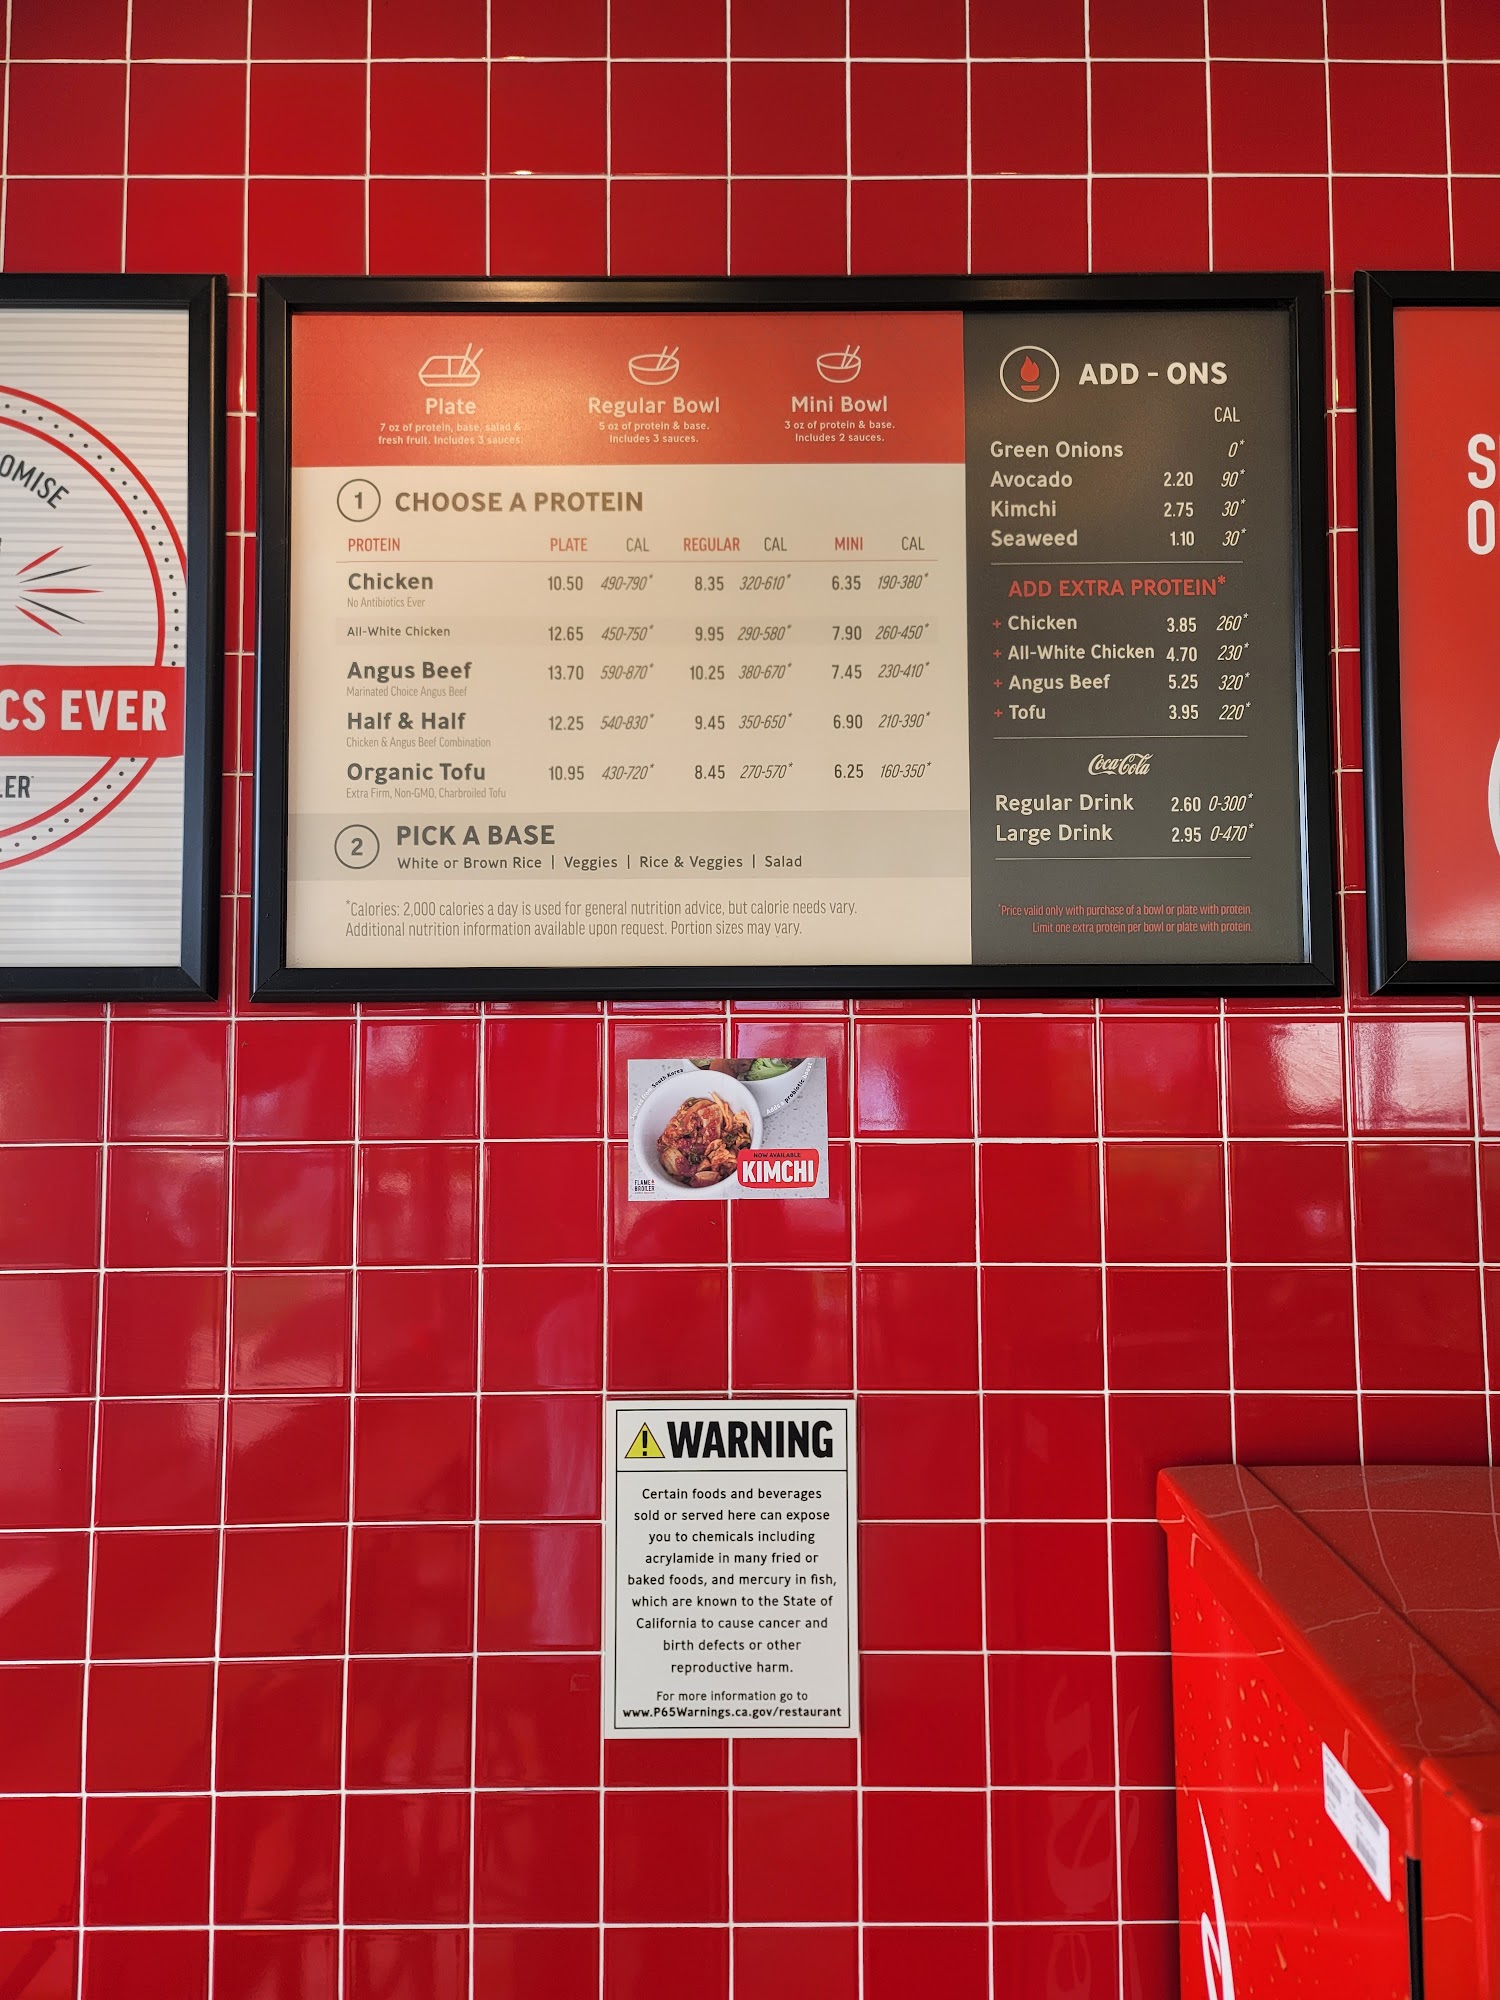 OMISE
CS EVER
LER
Plate
7 oz of protein, base, salad &
fresh fruit. Includes 3 sauces.
Regular Bowl
5 oz of protein & base.
Includes 3 sauces.
Mini Bowl
3 oz of protein & base.
Includes 2 sauces.
1 CHOOSE A PROTEIN
PROTEIN PLATE CAL REGULAR CAL MINI CAL
Chicken 10.50 490-790* 8.35 320-610* 6.35 190-380*
No Antibiotics Ever
All-White Chicken 12.65 450-750* 9.95 290-580* 7.90 260-450*
Angus Beef 13.70 590-870* 10.25 380-670* 7.45 230-410*
Marinated Choice Angus Beef
Half & Half 12.25 540-830* 9.45 350-650* 6.90 210-390*
Chicken & Angus Beef Combination
Organic Tofu 10.95 430-720* 8.45 270-570* 6.25 160-350*
Extra Firm, Non-GMO, Charbroiled Tofu
2 PICK A BASE
White or Brown Rice | Veggies | Rice & Veggies | Salad
*Calories: 2,000 calories a day is used for general nutrition advice, but calorie needs vary.
Additional nutrition information available upon request. Portion sizes may vary.
ADD - ONS
CAL
Green Onions 0*
Avocado 2.20 90*
Kimchi 2.75 30*
Seaweed 1.10 30*
ADD EXTRA PROTEIN*
+ Chicken 3.85 260*
+ All-White Chicken 4.70 230*
+ Angus Beef 5.25 320*
+ Tofu 3.95 220*
Coca-Cola
Regular Drink 2.60 0-300*
Large Drink 2.95 0-470*
*Price valid only with purchase of a bowl or plate with protein.
Limit one extra protein per bowl or plate with protein.
S
O
South Korea
Adds a probiotic
NOW AVAILABLE
KIMCHI
FLAME
BROILER
WARNING
Certain foods and beverages
sold or served here can expose
you to chemicals including
acrylamide in many fried or
baked foods, and mercury in fish,
which are known to the State of
California to cause cancer and
birth defects or other
reproductive harm.
For more information go to
www.P65Warnings.ca.gov/restaurant